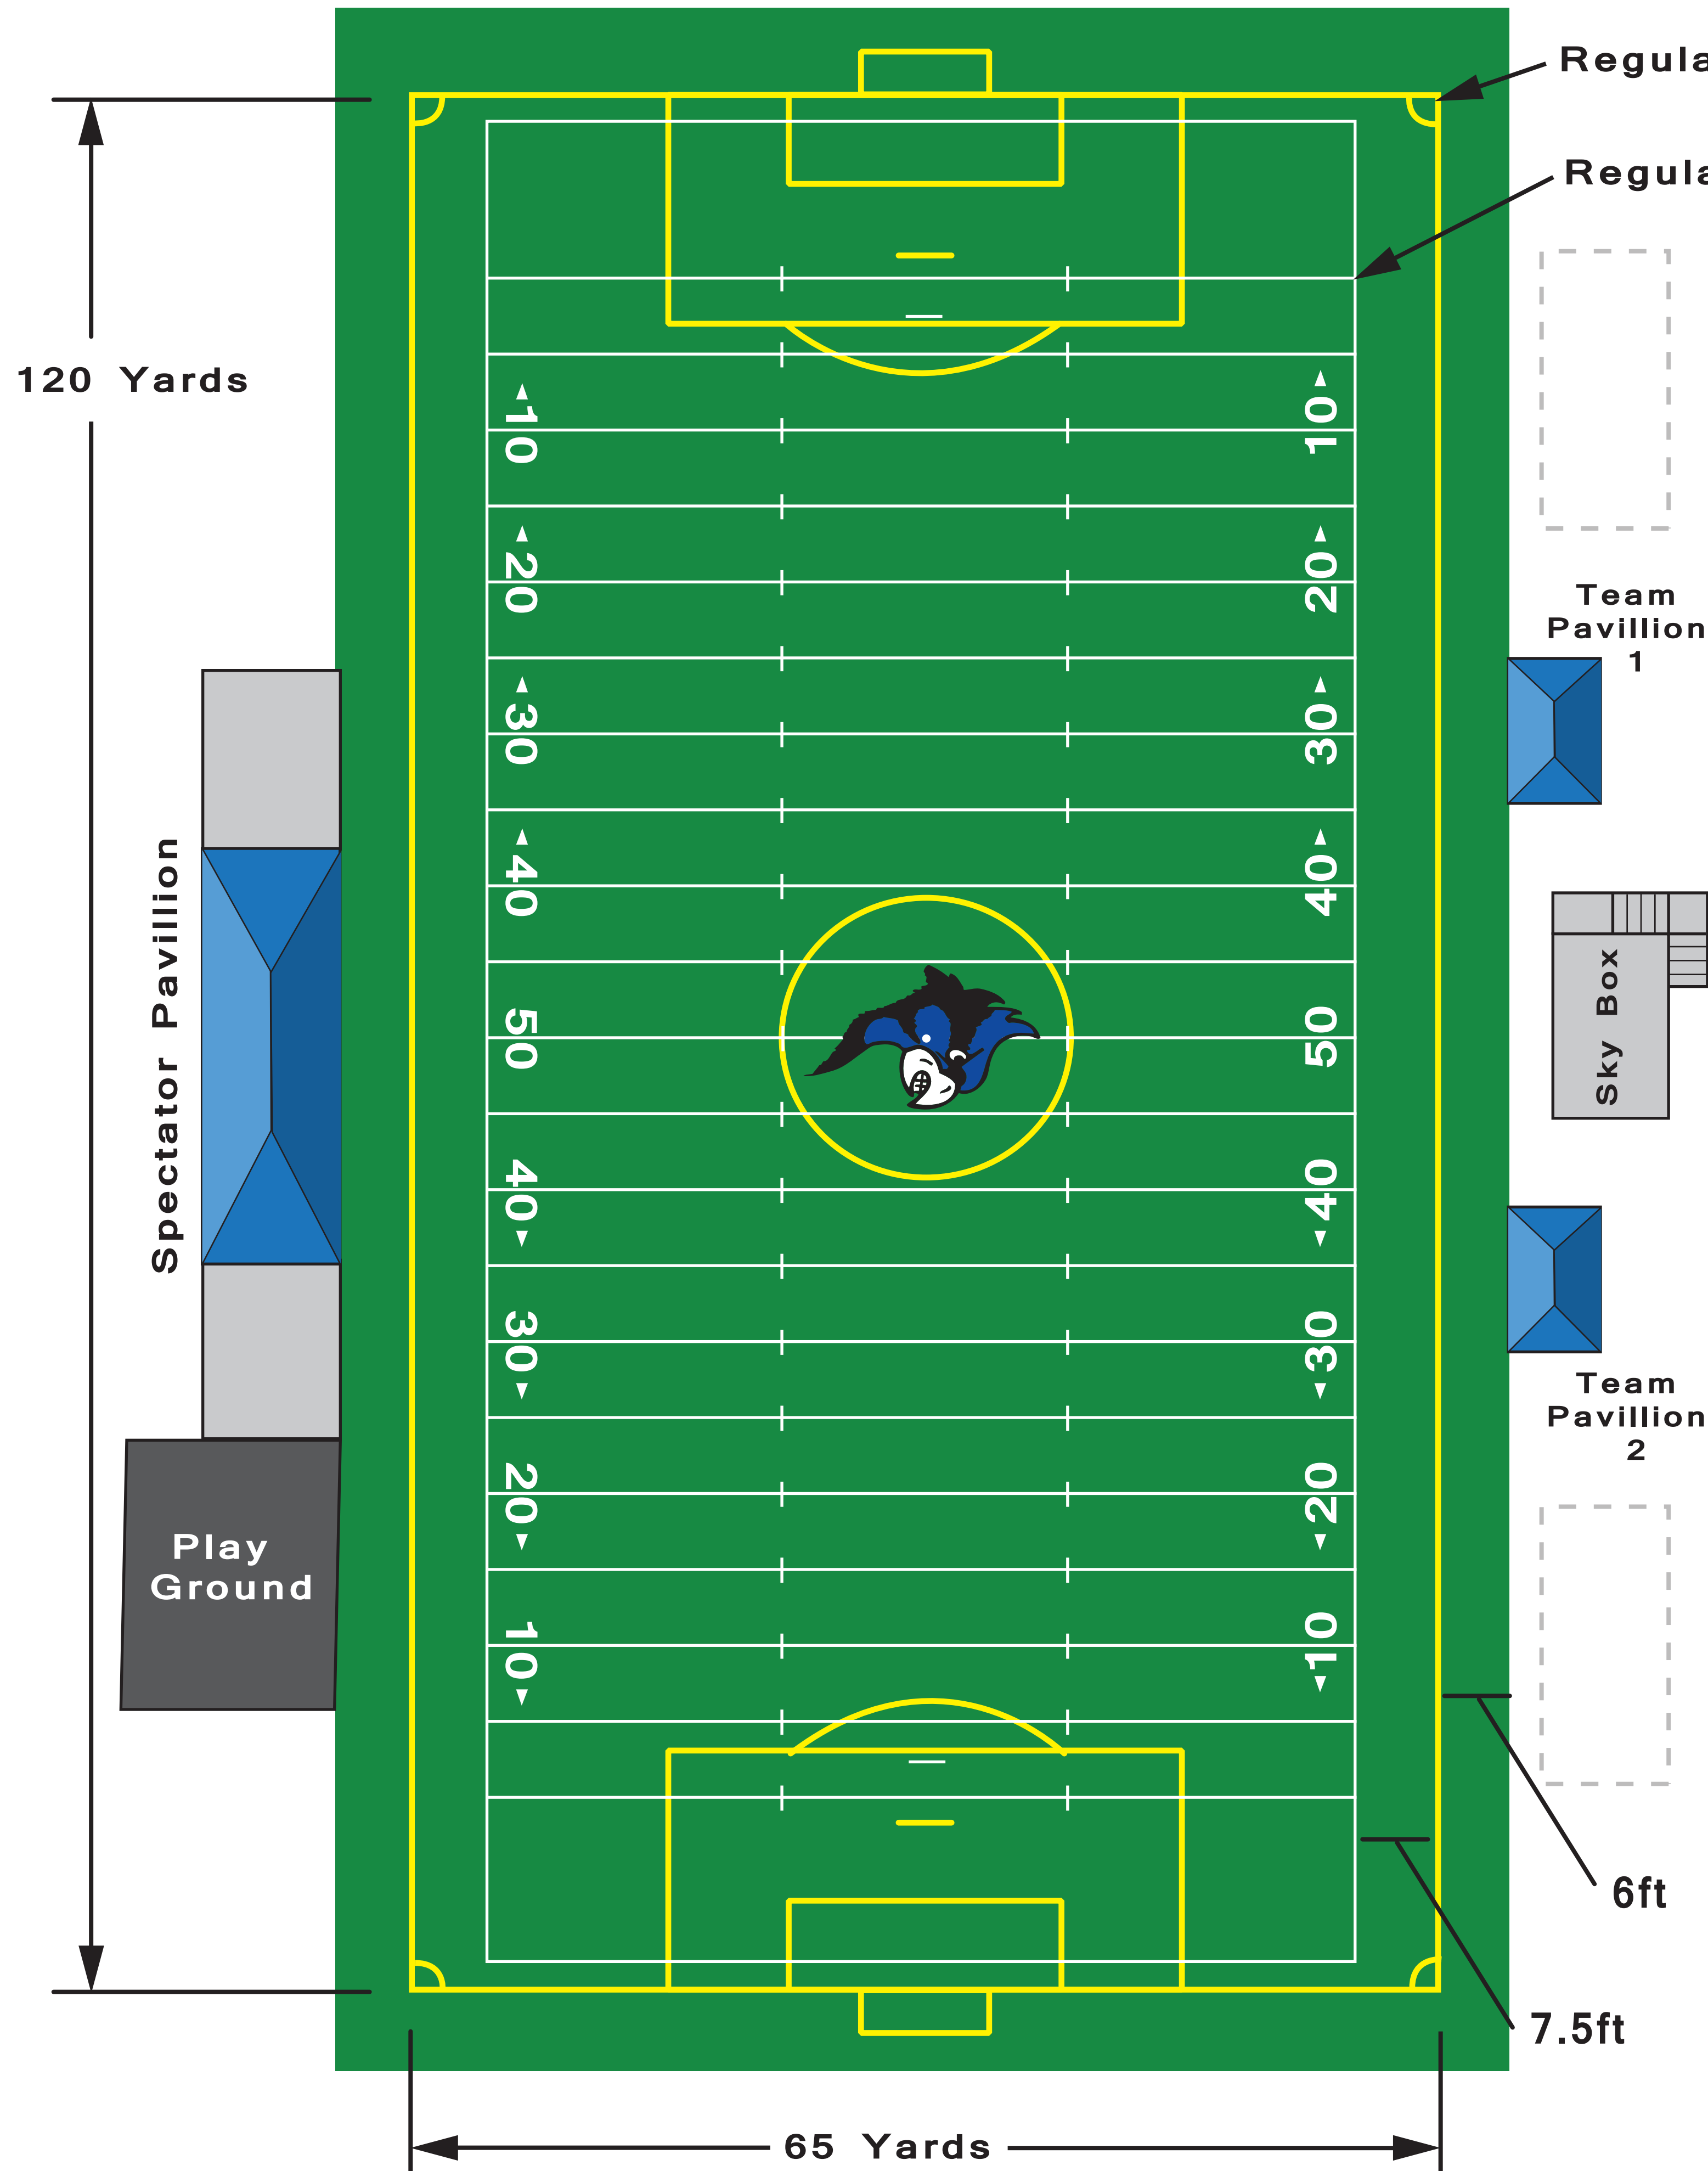 Regula
Regula
120 Yards
10
10
20
20
Team
Pavillion
1
30
30
40
40
Spectator Pavillion
50
50
Sky Box
40
40
30
30
Team
Pavillion
2
20
20
Play
Ground
10
10
6ft
7.5ft
65 Yards